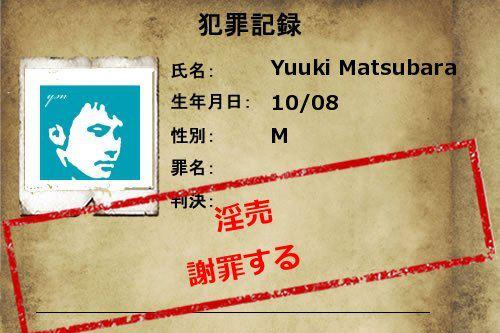 犯罪記録
氏名: Yuuki Matsubara
生年月日: 10/08
性別: M
罪名:
判決:
淫売
謝罪する
y.m